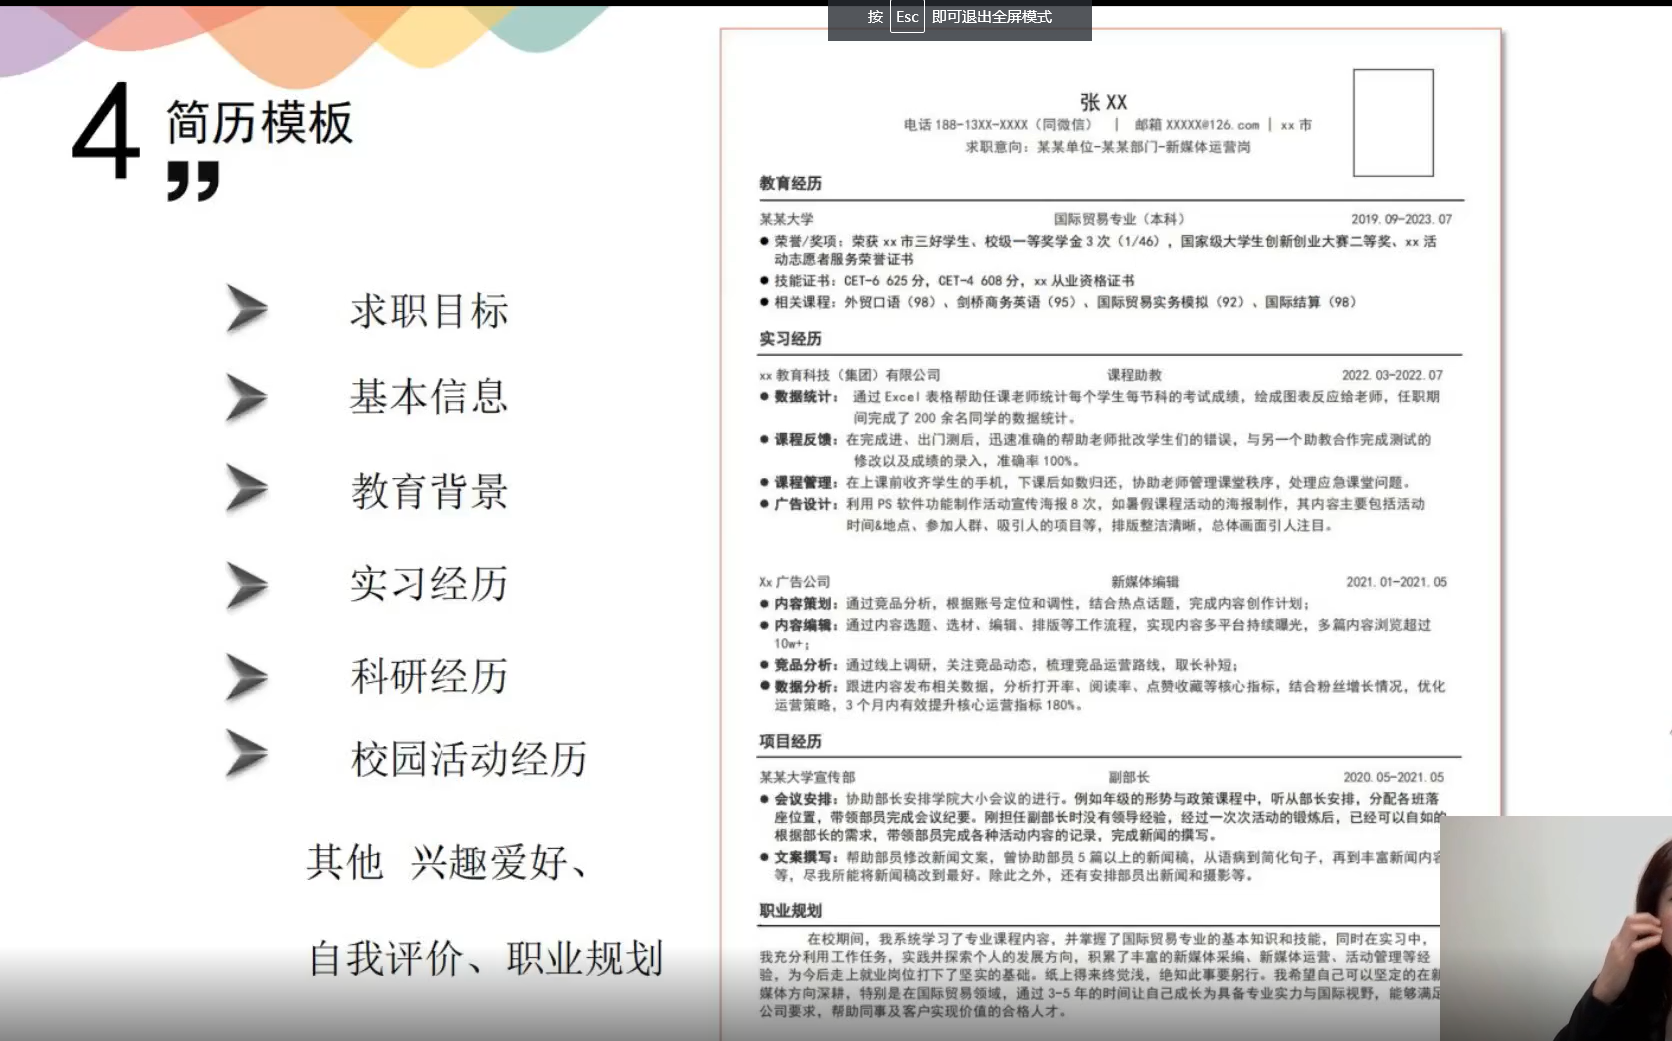 按 Esc 即可退出全屏模式
4 简历模板
求职目标
基本信息
教育背景
实习经历
科研经历
校园活动经历
其他 兴趣爱好、
自我评价、职业规划
张 XX
电话 188-13XX-XXXX（同微信） | 邮箱 XXXXX@126.com | xx 市
求职意向：某某单位-某某部门-新媒体运营岗
教育经历
某某大学 国际贸易专业（本科） 2019.09-2023.07
● 荣誉/奖项：荣获 xx 市三好学生、校级一等奖学金 3 次（1/46），国家级大学生创新创业大赛二等奖、xx 活
动志愿者服务荣誉证书
● 技能证书：CET-6 625 分，CET-4 608 分，xx 从业资格证书
● 相关课程：外贸口语（98）、剑桥商务英语（95）、国际贸易实务模拟（92）、国际结算（98）
实习经历
xx 教育科技（集团）有限公司 课程助教 2022.03-2022.07
● 数据统计： 通过 Excel 表格帮助任课老师统计每个学生每节科的考试成绩，绘成图表反应给老师，任职期
间完成了 200 余名同学的数据统计。
● 课程反馈：在完成进、出门测后，迅速准确的帮助老师批改学生们的错误，与另一个助教合作完成测试的
修改以及成绩的录入，准确率 100%。
● 课程管理：在上课前收齐学生的手机，下课后如数归还，协助老师管理课堂秩序，处理应急课堂问题。
● 广告设计：利用 PS 软件功能制作活动宣传海报 8 次，如暑假课程活动的海报制作，其内容主要包括活动
时间&地点、参加人群、吸引人的项目等，排版整洁清晰，总体画面引人注目。
Xx 广告公司 新媒体编辑 2021.01-2021.05
● 内容策划：通过竞品分析，根据账号定位和调性，结合热点话题，完成内容创作计划；
● 内容编辑：通过内容选题、选材、编辑、排版等工作流程，实现内容多平台持续曝光，多篇内容浏览超过
10w+；
● 竞品分析：通过线上调研，关注竞品动态，梳理竞品运营路线，取长补短；
● 数据分析：跟进内容发布相关数据，分析打开率、阅读率、点赞收藏等核心指标，结合粉丝增长情况，优化
运营策略，3 个月内有效提升核心运营指标 180%。
项目经历
某某大学宣传部 副部长 2020.05-2021.05
● 会议安排：协助部长安排学院大小会议的进行。例如年级的形势与政策课程中，听从部长安排，分配各班落
座位置，带领部员完成会议纪要。刚担任副部长时没有领导经验，经过一次次活动的锻炼后，已经可以自如的
根据部长的需求，带领部员完成各种活动内容的记录，完成新闻的撰写。
● 文案撰写：帮助部员修改新闻文案，曾协助部员 5 篇以上的新闻稿，从语病到简化句子，再到丰富新闻内容
等，尽我所能将新闻稿改到最好。除此之外，还有安排部员出新闻和摄影等。
职业规划
在校期间，我系统学习了专业课程内容，并掌握了国际贸易专业的基本知识和技能，同时在实习中，
我充分利用工作任务，实践并探索个人的发展方向，积累了丰富的新媒体采编、新媒体运营、活动管理等经
验，为今后走上就业岗位打下了坚实的基础。纸上得来终觉浅，绝知此事要躬行。我希望自己可以坚定的在新
媒体方向深耕，特别是在国际贸易领域，通过 3-5 年的时间让自己成长为具备专业实力与国际视野，能够满足
公司要求，帮助同事及客户实现价值的合格人才。